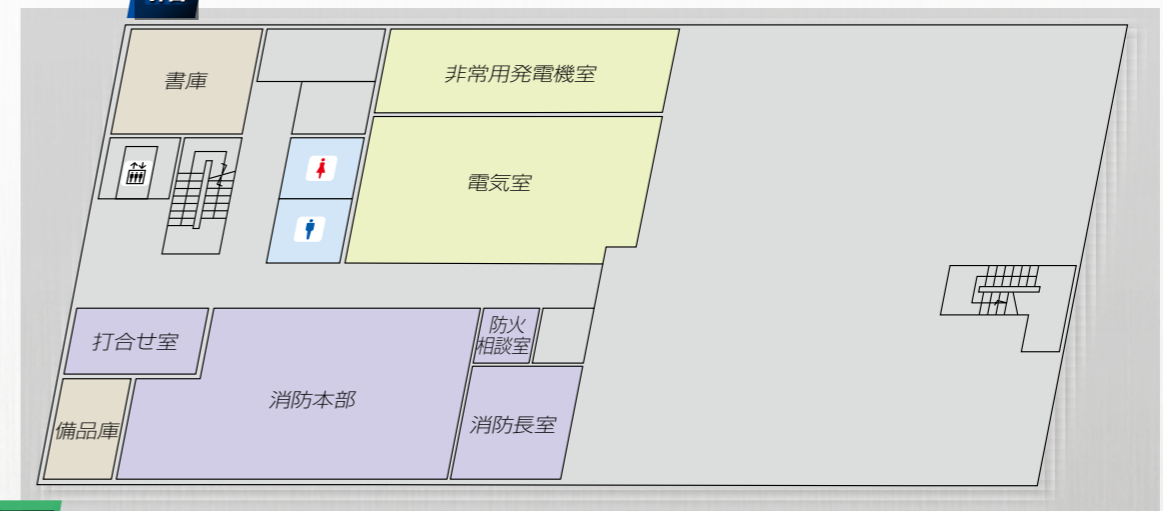 書庫
非常用発電機室
電気室
打合せ室
防火
相談室
消防本部
備品庫
消防長室